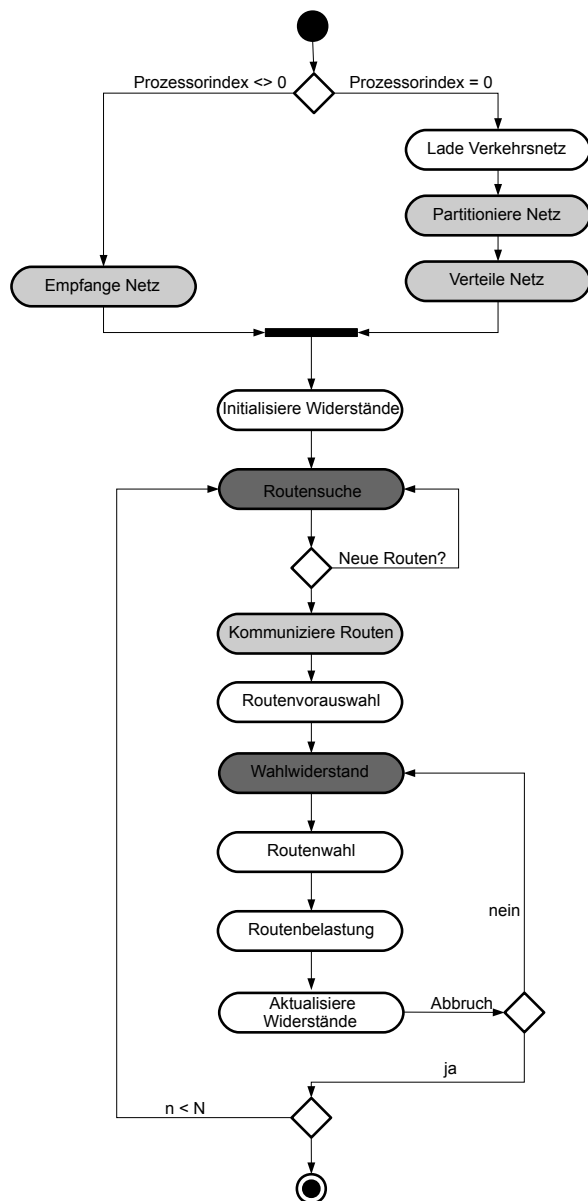 Prozessorindex <> 0
Prozessorindex = 0
Lade Verkehrsnetz
Partitioniere Netz
Empfange Netz
Verteile Netz
Initialisiere Widerstände
Routensuche
Neue Routen?
Kommuniziere Routen
Routenvorauswahl
Wahlwiderstand
Routenwahl
nein
Routenbelastung
Aktualisiere
Widerstände
Abbruch
ja
n < N